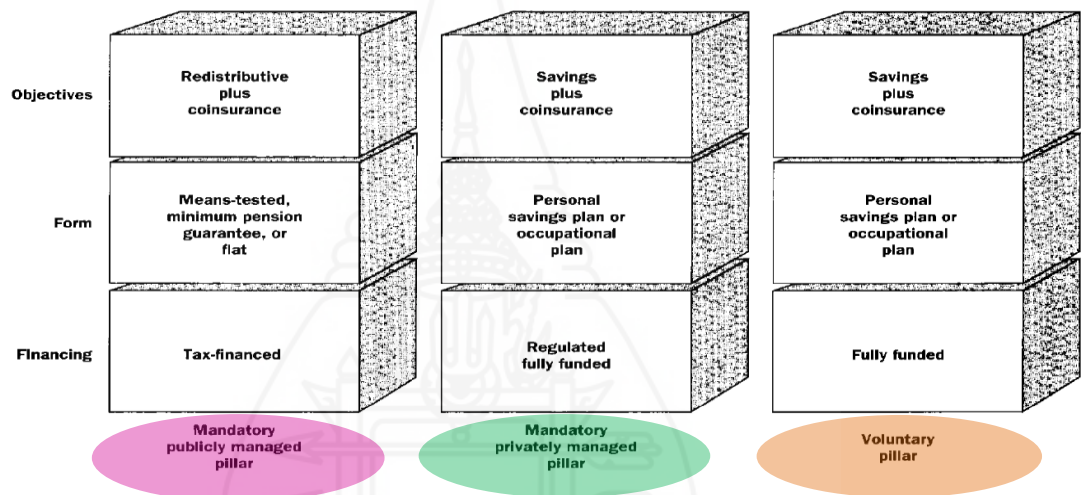 Objectives
Redistributive
plus
coinsurance
Savings
plus
coinsurance
Savings
plus
coinsurance
Form
Means-tested,
minimum pension
guarantee, or
flat
Personal
savings plan or
occupational
plan
Personal
savings plan or
occupational
plan
Financing
Tax-financed
Regulated
fully funded
Fully funded
Mandatory
publicly managed
pillar
Mandatory
privately managed
pillar
Voluntary
pillar